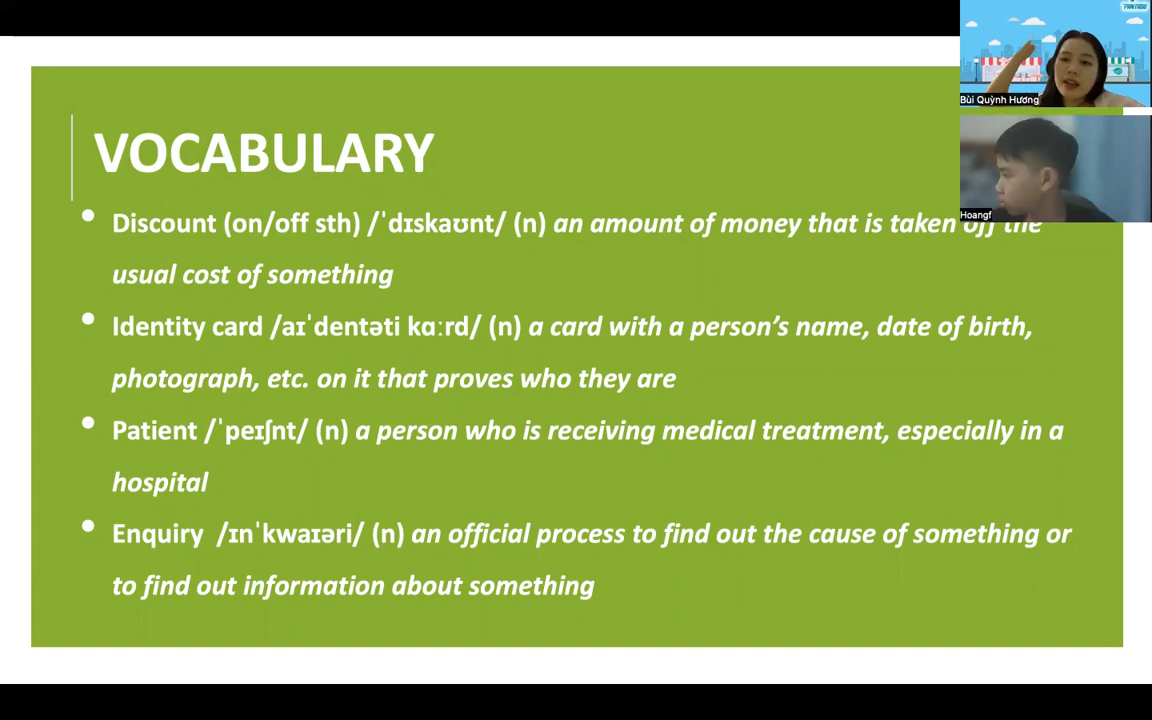 PANTADO
Bùi Quỳnh Hương
Hoangf
VOCABULARY
• Discount (on/off sth) /ˈdɪskaʊnt/ (n) an amount of money that is taken off the
usual cost of something
• Identity card /aɪˈdentəti kɑːrd/ (n) a card with a person’s name, date of birth,
photograph, etc. on it that proves who they are
• Patient /ˈpeɪʃnt/ (n) a person who is receiving medical treatment, especially in a
hospital
• Enquiry /ɪnˈkwaɪəri/ (n) an official process to find out the cause of something or
to find out information about something